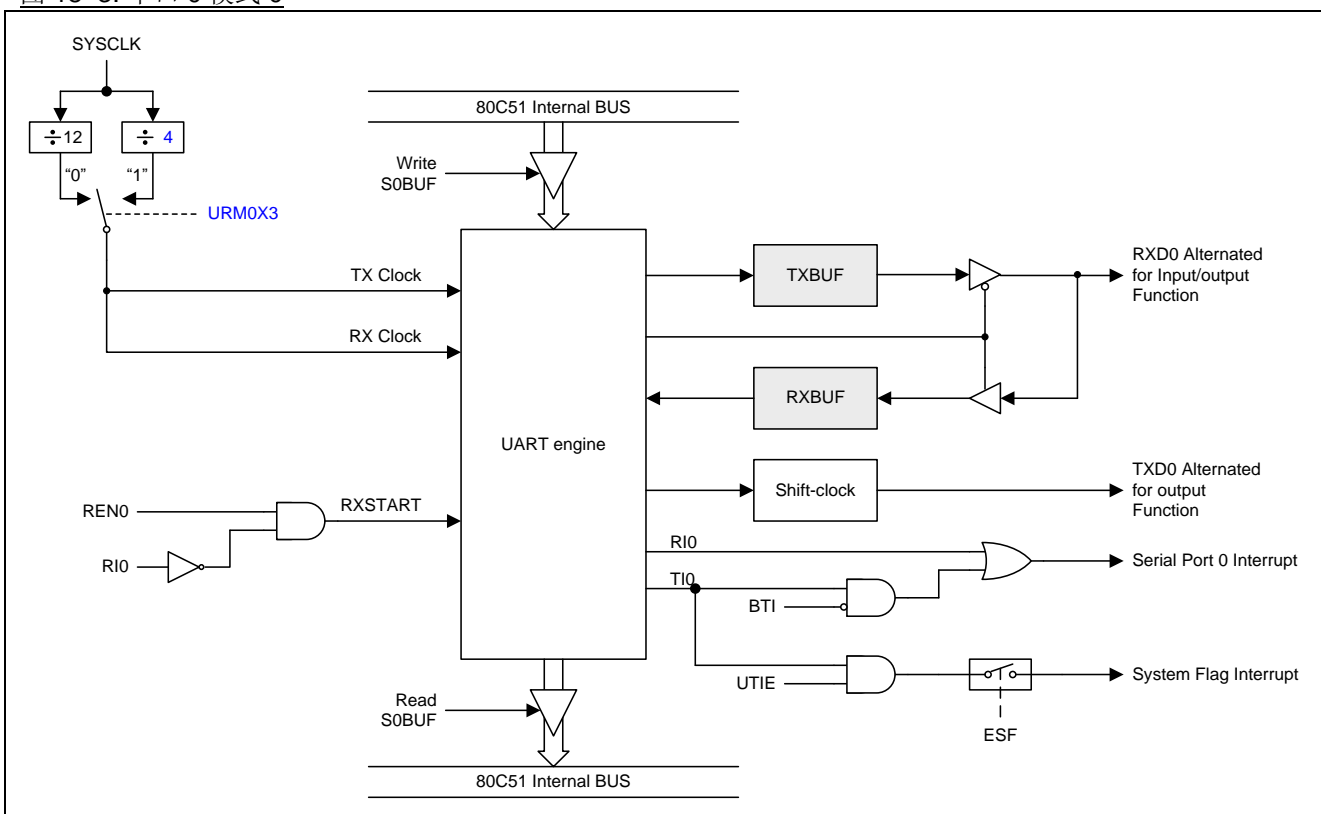 SYSCLK
÷12
÷ 4
“0”
“1”
URM0X3
80C51 Internal BUS
Write
S0BUF
TX Clock
RX Clock
UART engine
TXBUF
RXBUF
Shift-clock
RXD0 Alternated
for Input/output
Function
TXD0 Alternated
for output
Function
REN0
RI0
RXSTART
RI0
TI0
BTI
UTIE
Serial Port 0 Interrupt
System Flag Interrupt
ESF
Read
S0BUF
80C51 Internal BUS